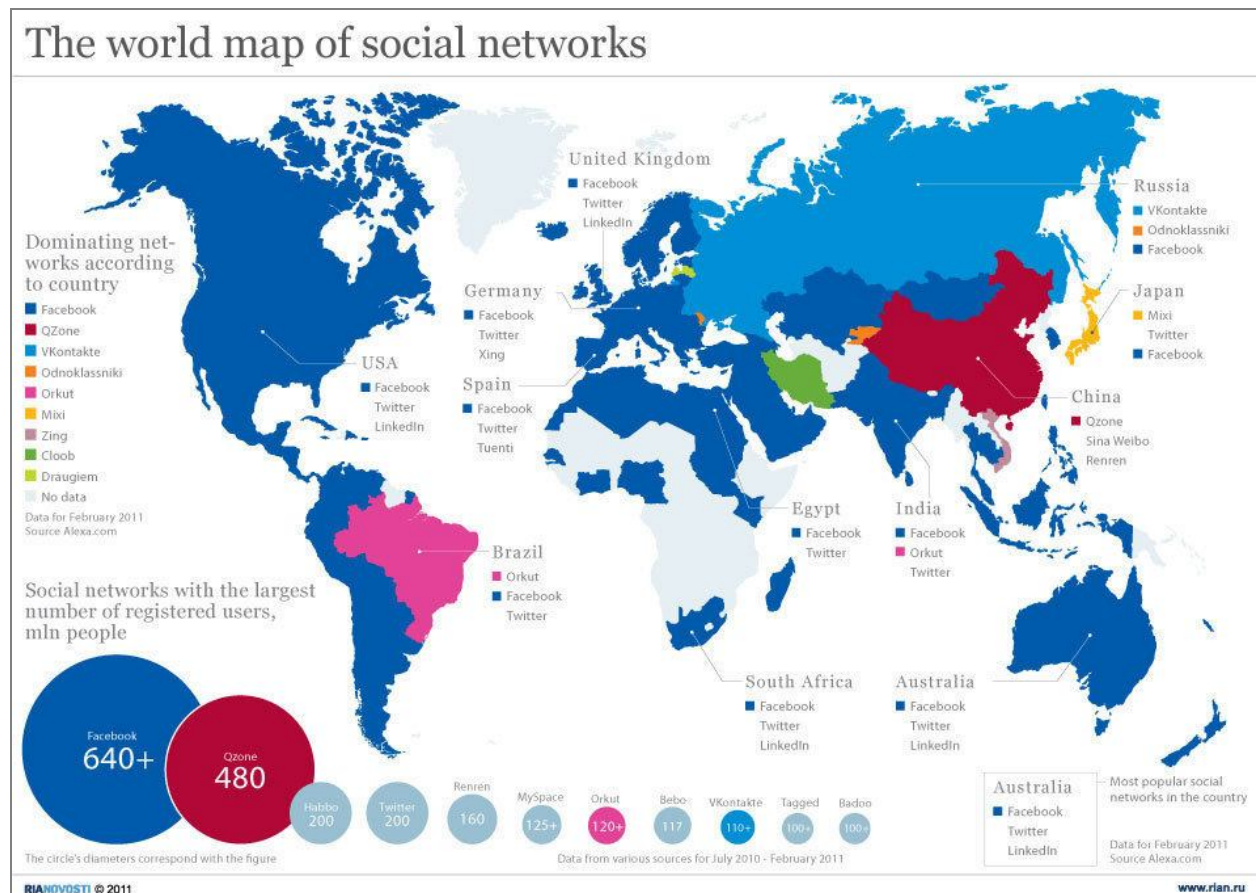 The world map of social networks
United Kingdom
Facebook
Twitter
LinkedIn
Russia
VKontakte
Odnoklassniki
Facebook
Dominating net-
works according
to country
Facebook
QZone
VKontakte
Odnoklassniki
Orkut
Mixi
Zing
Cloob
Draugiem
No data
Data for February 2011
Source Alexa.com
Germany
Facebook
Twitter
Xing
Japan
Mixi
Twitter
Facebook
USA
Facebook
Twitter
LinkedIn
Spain
Facebook
Twitter
Tuenti
China
Qzone
Sina Weibo
Renren
Egypt
Facebook
Twitter
India
Facebook
Orkut
Twitter
Brazil
Orkut
Facebook
Twitter
South Africa
Facebook
Twitter
LinkedIn
Australia
Facebook
Twitter
LinkedIn
Social networks with the largest
number of registered users,
mln people
Facebook
640+
Qzone
480
Habbo
200
Twitter
200
Renren
160
MySpace
125+
Orkut
120+
Bebo
117
VKontakte
110+
Tagged
100+
Badoo
100+
Australia
Facebook
Twitter
LinkedIn
Most popular social
networks in the country
The circle's diameters correspond with the figure
Data from various sources for July 2010 - February 2011
Data for February 2011
Source Alexa.com
RIANOVOSTI © 2011
www.rian.ru